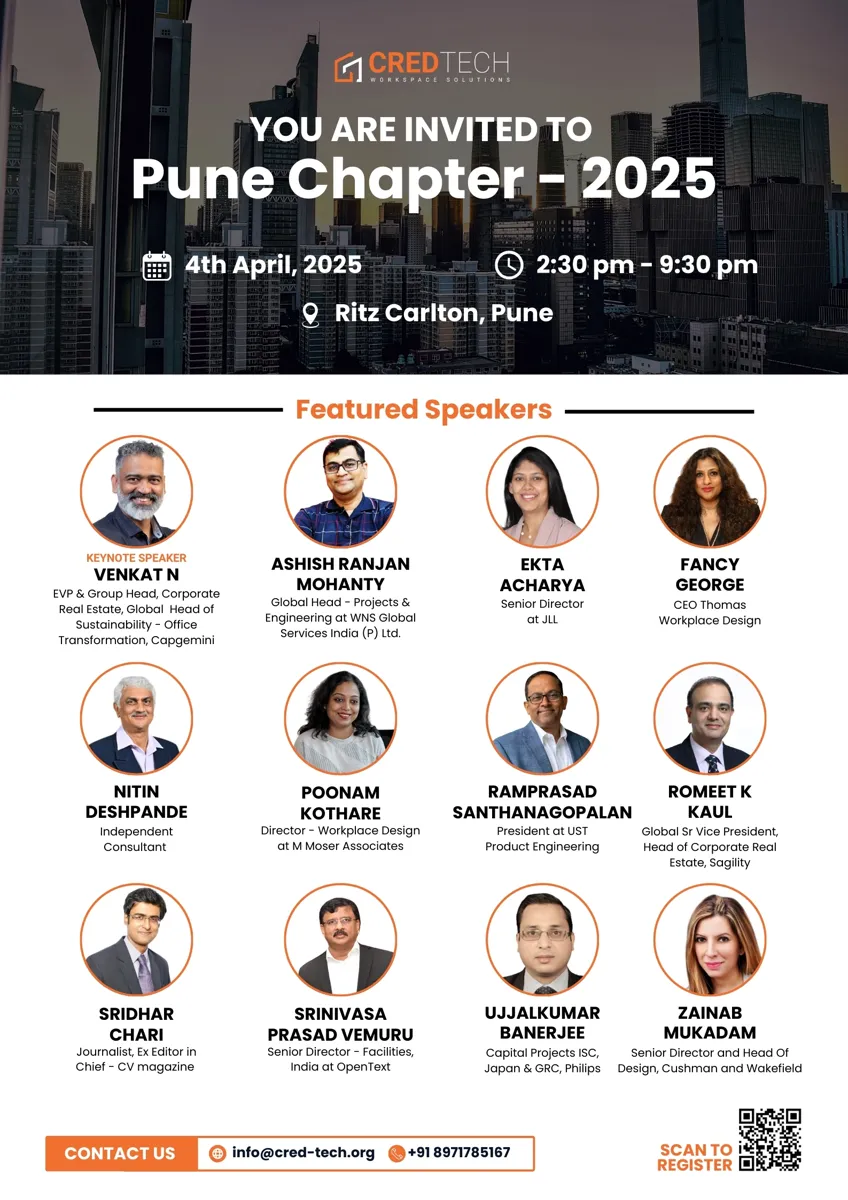 CREDTECH
WORKSPACE SOLUTIONS
YOU ARE INVITED TO
Pune Chapter - 2025
4th April, 2025
2:30 pm - 9:30 pm
Ritz Carlton, Pune
Featured Speakers
KEYNOTE SPEAKER
VENKAT N
EVP & Group Head, Corporate
Real Estate, Global Head of
Sustainability - Office
Transformation, Capgemini
ASHISH RANJAN
MOHANTY
Global Head - Projects &
Engineering at WNS Global
Services India (P) Ltd.
EKTA
ACHARYA
Senior Director
at JLL
FANCY
GEORGE
CEO Thomas
Workplace Design
NITIN
DESHPANDE
Independent
Consultant
POONAM
KOTHARE
Director - Workplace Design
at M Moser Associates
RAMPRASAD
SANTHANAGOPALAN
President at UST
Product Engineering
ROMEET K
KAUL
Global Sr Vice President,
Head of Corporate Real
Estate, Sagility
SRIDHAR
CHARI
Journalist, Ex Editor in
Chief - CV magazine
SRINIVASA
PRASAD VEMURU
Senior Director - Facilities,
India at OpenText
UJJALKUMAR
BANERJEE
Capital Projects ISC,
Japan & GRC, Philips
ZAINAB
MUKADAM
Senior Director and Head Of
Design, Cushman and Wakefield
CONTACT US
info@cred-tech.org
+91 8971785167
SCAN TO
REGISTER